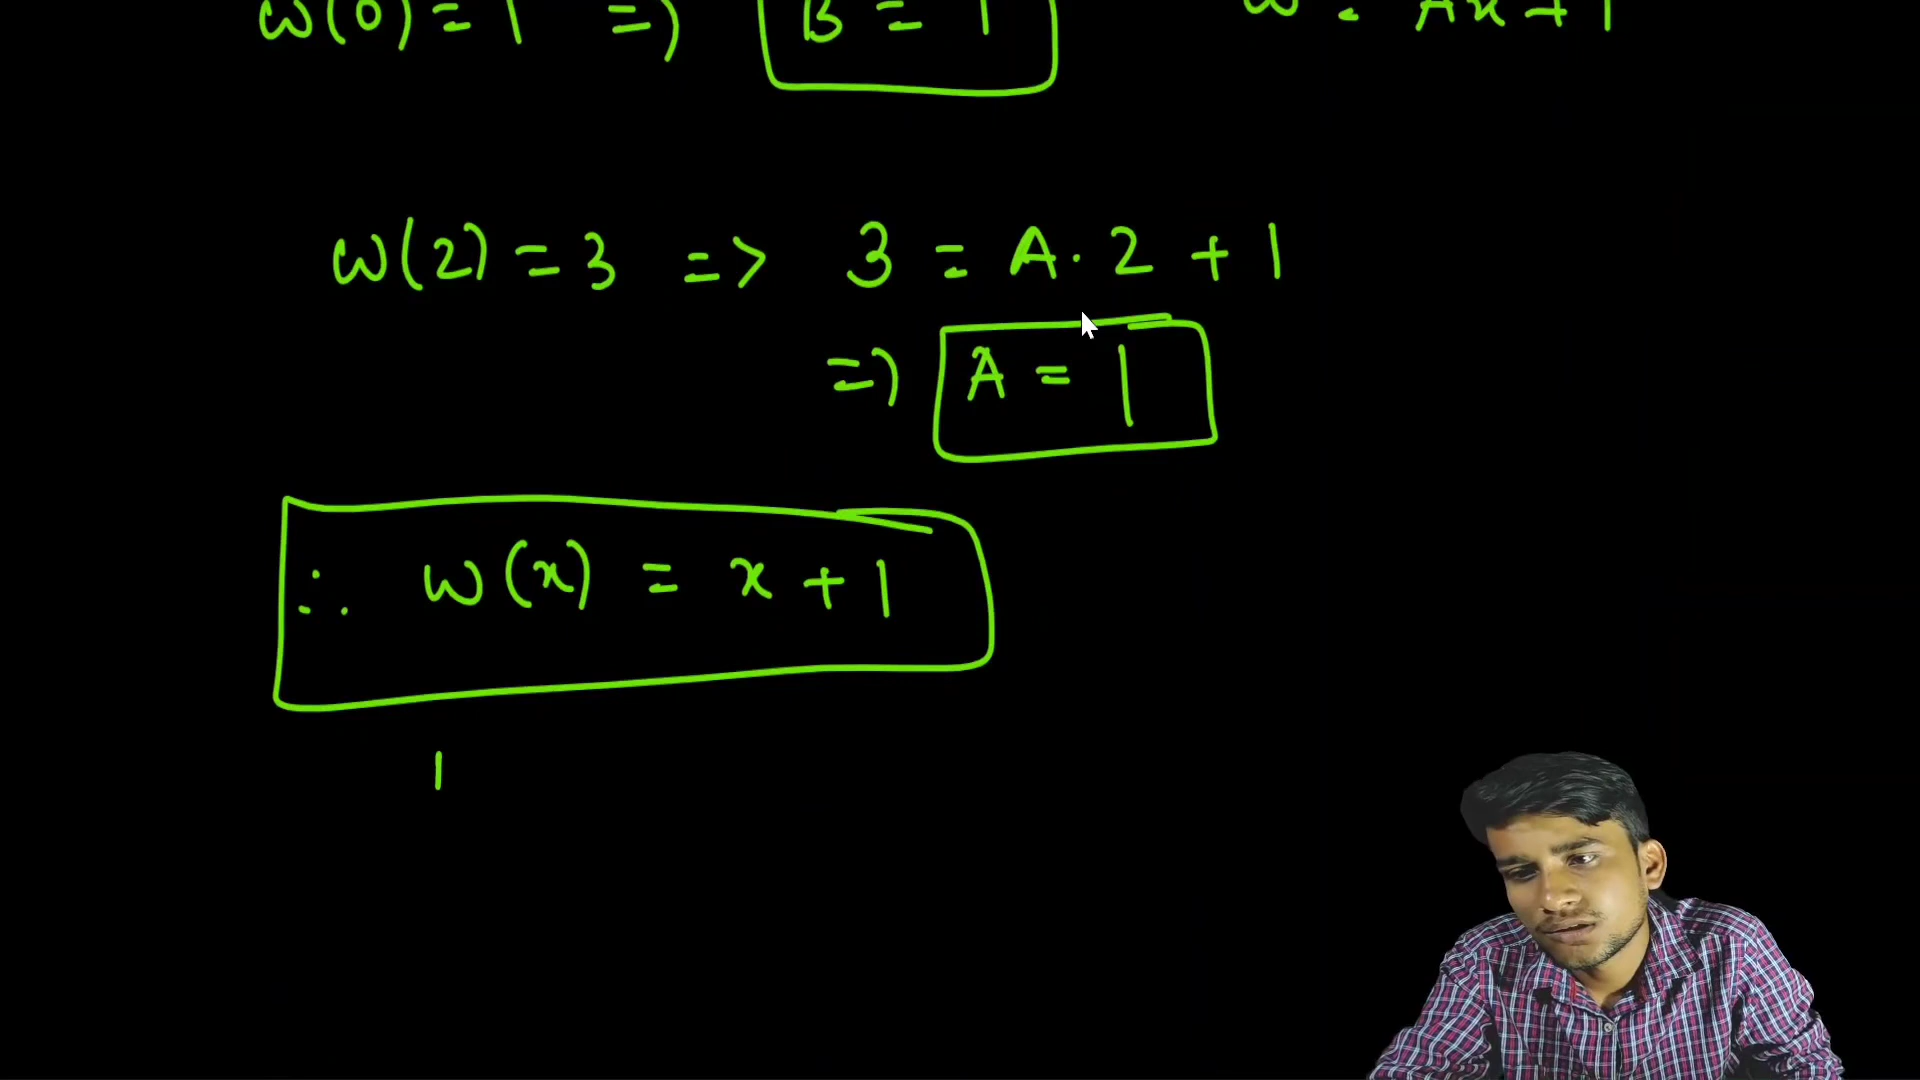 ω(0) = 1 => B = 1 ω = Ax + 1
ω(2) = 3 => 3 = A · 2 + 1
=> A = 1
∴ ω(x) = x + 1